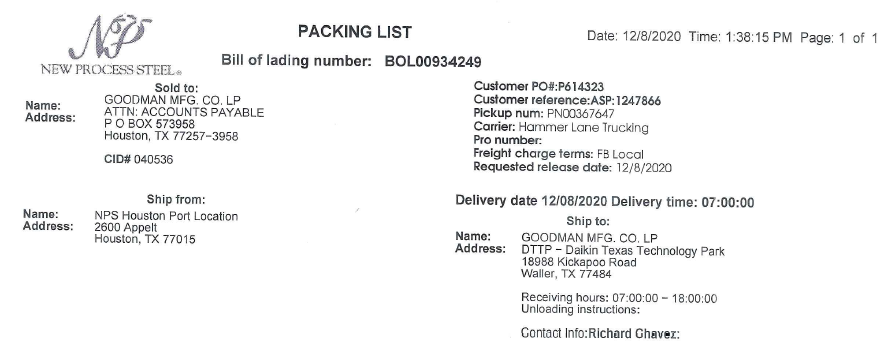 NPS
NEW PROCESS STEEL®
PACKING LIST
Date: 12/8/2020 Time: 1:38:15 PM Page: 1 of 1
Bill of lading number: BOL00934249
Sold to:
Name: GOODMAN MFG. CO. LP
Address: ATTN: ACCOUNTS PAYABLE
P O BOX 573958
Houston, TX 77257-3958
CID# 040536
Customer PO#:P614323
Customer reference:ASP:1247866
Pickup num: PN00367647
Carrier: Hammer Lane Trucking
Pro number:
Freight charge terms: FB Local
Requested release date: 12/8/2020
Ship from:
Name: NPS Houston Port Location
Address: 2600 Appelt
Houston, TX 77015
Delivery date 12/08/2020 Delivery time: 07:00:00
Ship to:
Name: GOODMAN MFG. CO. LP
Address: DTTP - Daikin Texas Technology Park
18988 Kickapoo Road
Waller, TX 77484
Receiving hours: 07:00:00 - 18:00:00
Unloading instructions:
Contact Info:Richard Ghavez: